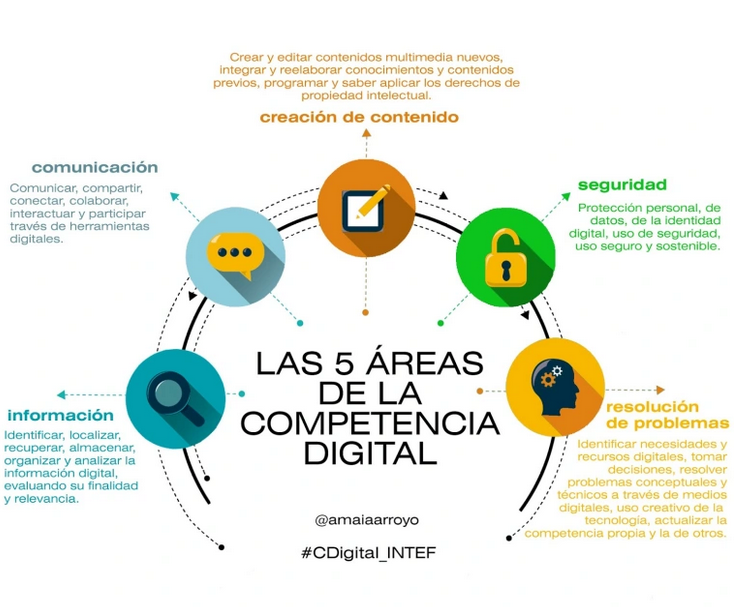 Crear y editar contenidos multimedia nuevos,
integrar y reelaborar conocimientos y contenidos
previos, programar y saber aplicar los derechos de
propiedad intelectual.
creación de contenido
comunicación
Comunicar, compartir,
conectar, colaborar,
interactuar y participar
través de herramientas
digitales.
seguridad
Protección personal, de
datos, de la identidad
digital, uso de seguridad,
uso seguro y sostenible.
información
Identificar, localizar,
recuperar, almacenar,
organizar y analizar la
información digital,
evaluando su finalidad
y relevancia.
LAS 5 ÁREAS
DE LA
COMPETENCIA
DIGITAL
resolución
de problemas
Identificar necesidades y
recursos digitales, tomar
decisiones, resolver
problemas conceptuales y
técnicos a través de medios
digitales, uso creativo de la
tecnología, actualizar la
competencia propia y la de otros.
@amaiaarroyo
#CDigital_INTEF